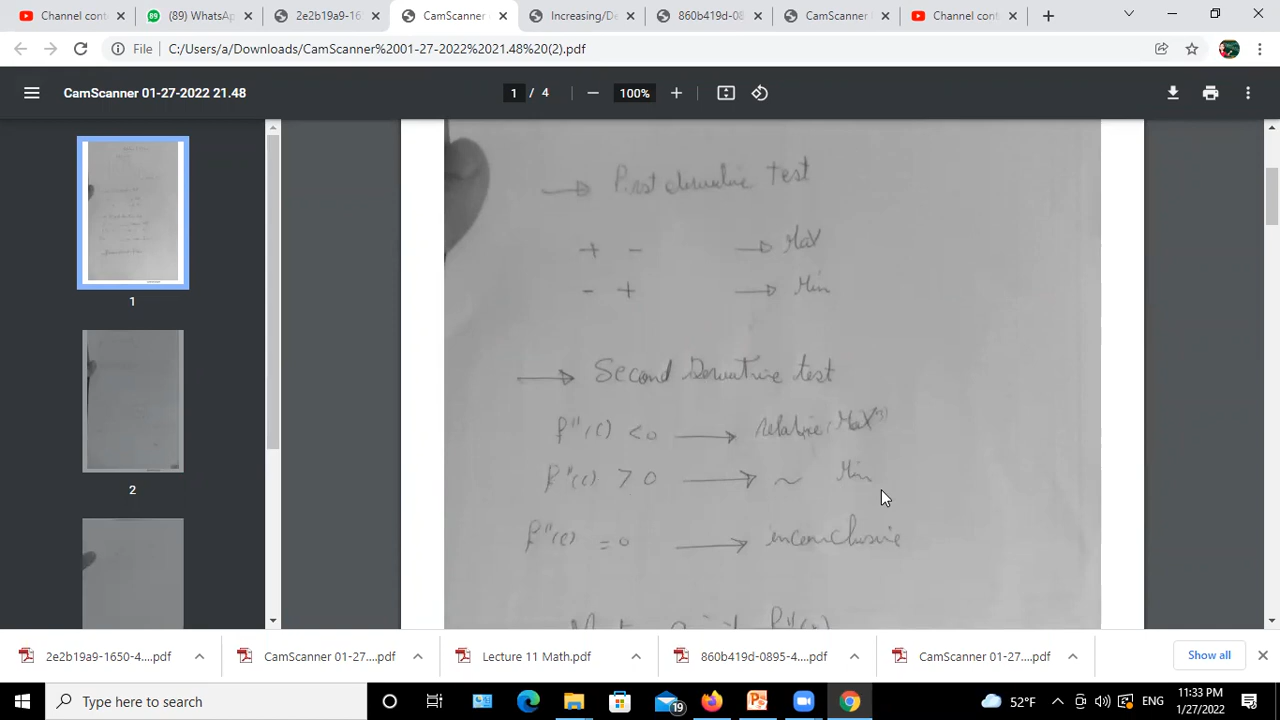 Channel cont
(89) WhatsAp
2e2b19a9-16
CamScanner
Increasing/De
860b419d-08
CamScanner
Channel cont
File
C:/Users/a/Downloads/CamScanner%2001-27-2022%2021.48%20(2).pdf
CamScanner 01-27-2022 21.48
1 / 4
100%
1
2
→ First derivative test
+ - → Max
- + → Min
→ Second Derivative test
f''(c) < 0 → relative Max
f''(c) > 0 → ~ Min
f''(c) = 0 → inconclusive
2e2b19a9-1650-4....pdf
CamScanner 01-27....pdf
Lecture 11 Math.pdf
860b419d-0895-4....pdf
CamScanner 01-27....pdf
Show all
Type here to search
19
52°F
ENG
11:33 PM
1/27/2022